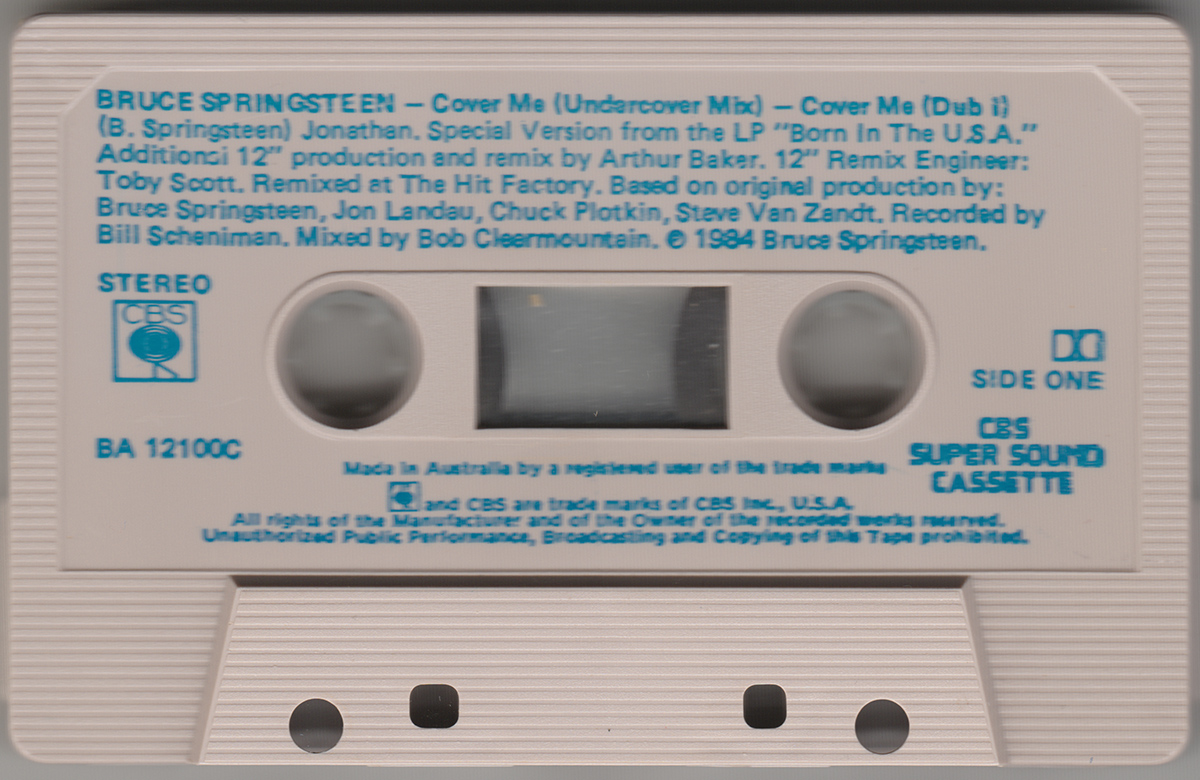 BRUCE SPRINGSTEEN — Cover Me (Undercover Mix) — Cover Me (Dub i)
(B. Springsteen) Jonathan. Special Version from the LP "Born In The U.S.A."
Additional 12" production and remix by Arthur Baker. 12" Remix Engineer:
Toby Scott. Remixed at The Hit Factory. Based on original production by:
Bruce Springsteen, Jon Landau, Chuck Plotkin, Steve Van Zandt. Recorded by
Bill Scheniman. Mixed by Bob Clearmountain. ℗ 1984 Bruce Springsteen.
STEREO
CBS
SIDE ONE
BA 12100C
CBS
SUPER SOUND
CASSETTE
Made in Australia by a registered user of the trade marks
and CBS are trade marks of CBS Inc., U.S.A.
All rights of the Manufacturer and of the Owner of the recorded works reserved.
Unauthorized Public Performance, Broadcasting and Copying of this Tape prohibited.